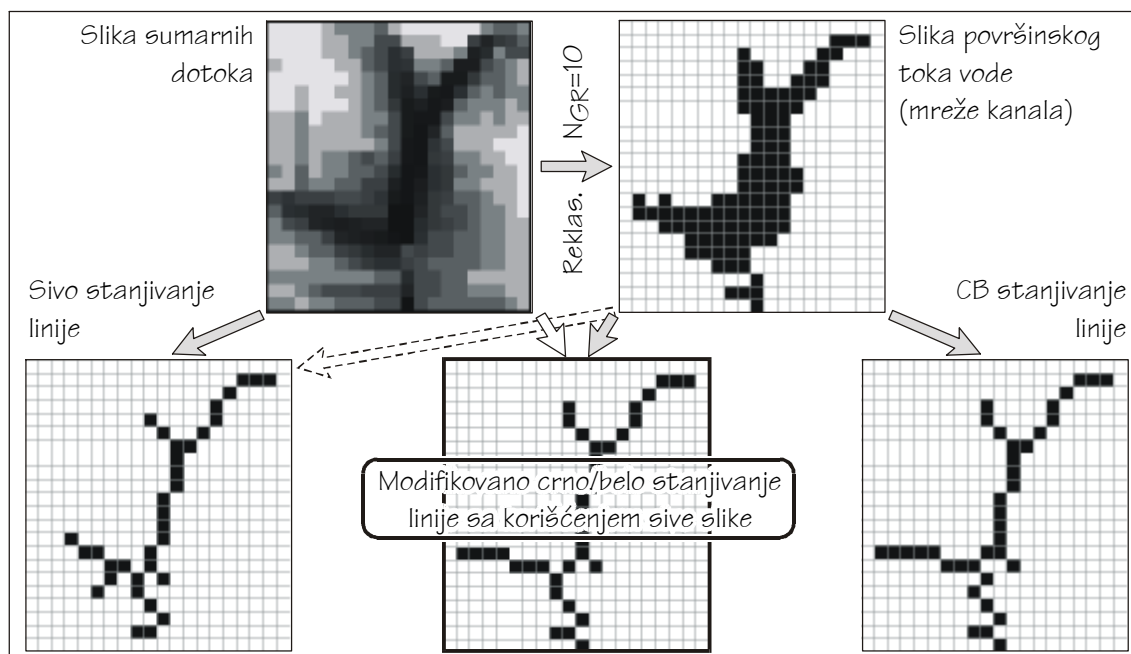 Slika sumarnih
dotoka
Reklas. NGR=10
Slika površinskog
toka vode
(mreže kanala)
Sivo stanjivanje
linije
CB stanjivanje
linije
Modifikovano crno/belo stanjivanje
linije sa korišćenjem sive slike